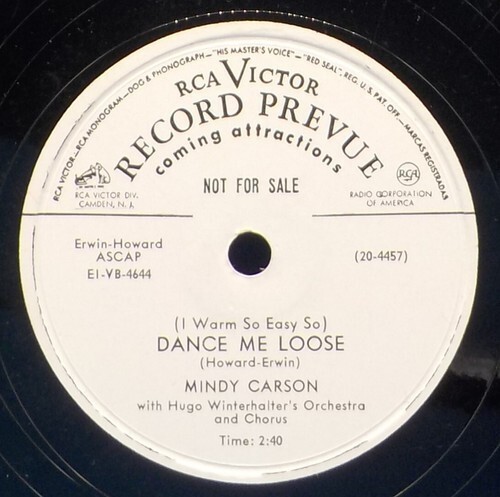 RCA VICTOR—RCA MONOGRAM—DOG & PHONOGRAPH—"HIS MASTER'S VOICE"—"RED SEAL", REG. U.S. PAT. OFF.—MARCAS REGISTRADAS
RCA VICTOR
RECORD PREVUE
coming attractions
NOT FOR SALE
RCA VICTOR DIV.
CAMDEN, N. J.
RCA
RADIO CORPORATION
OF AMERICA
Erwin-Howard
ASCAP
EI-VB-4644
(20-4457)
(I Warm So Easy So)
DANCE ME LOOSE
(Howard-Erwin)
MINDY CARSON
with Hugo Winterhalter's Orchestra
and Chorus
Time: 2:40